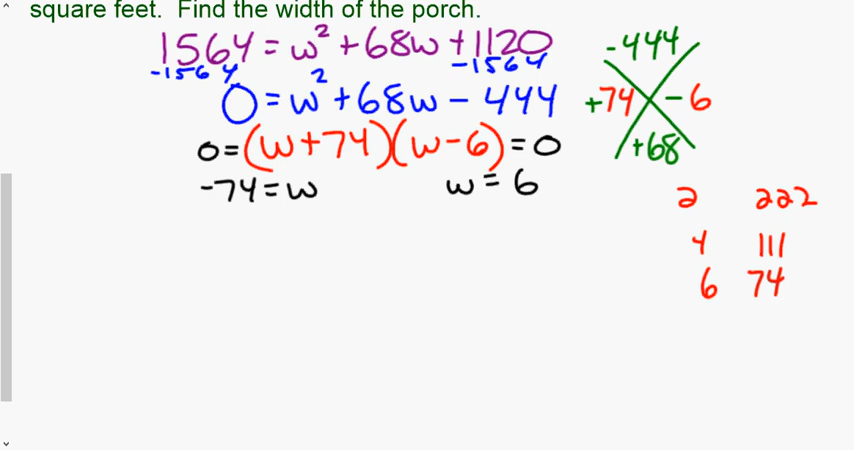 square feet. Find the width of the porch.
1564 = w² + 68w + 1120
-1564 -1564
0 = w² + 68w - 444
0 = (w + 74)(w - 6) = 0
-74 = w w = 6
-444
+74 -6
+68
2 222
4 111
6 74